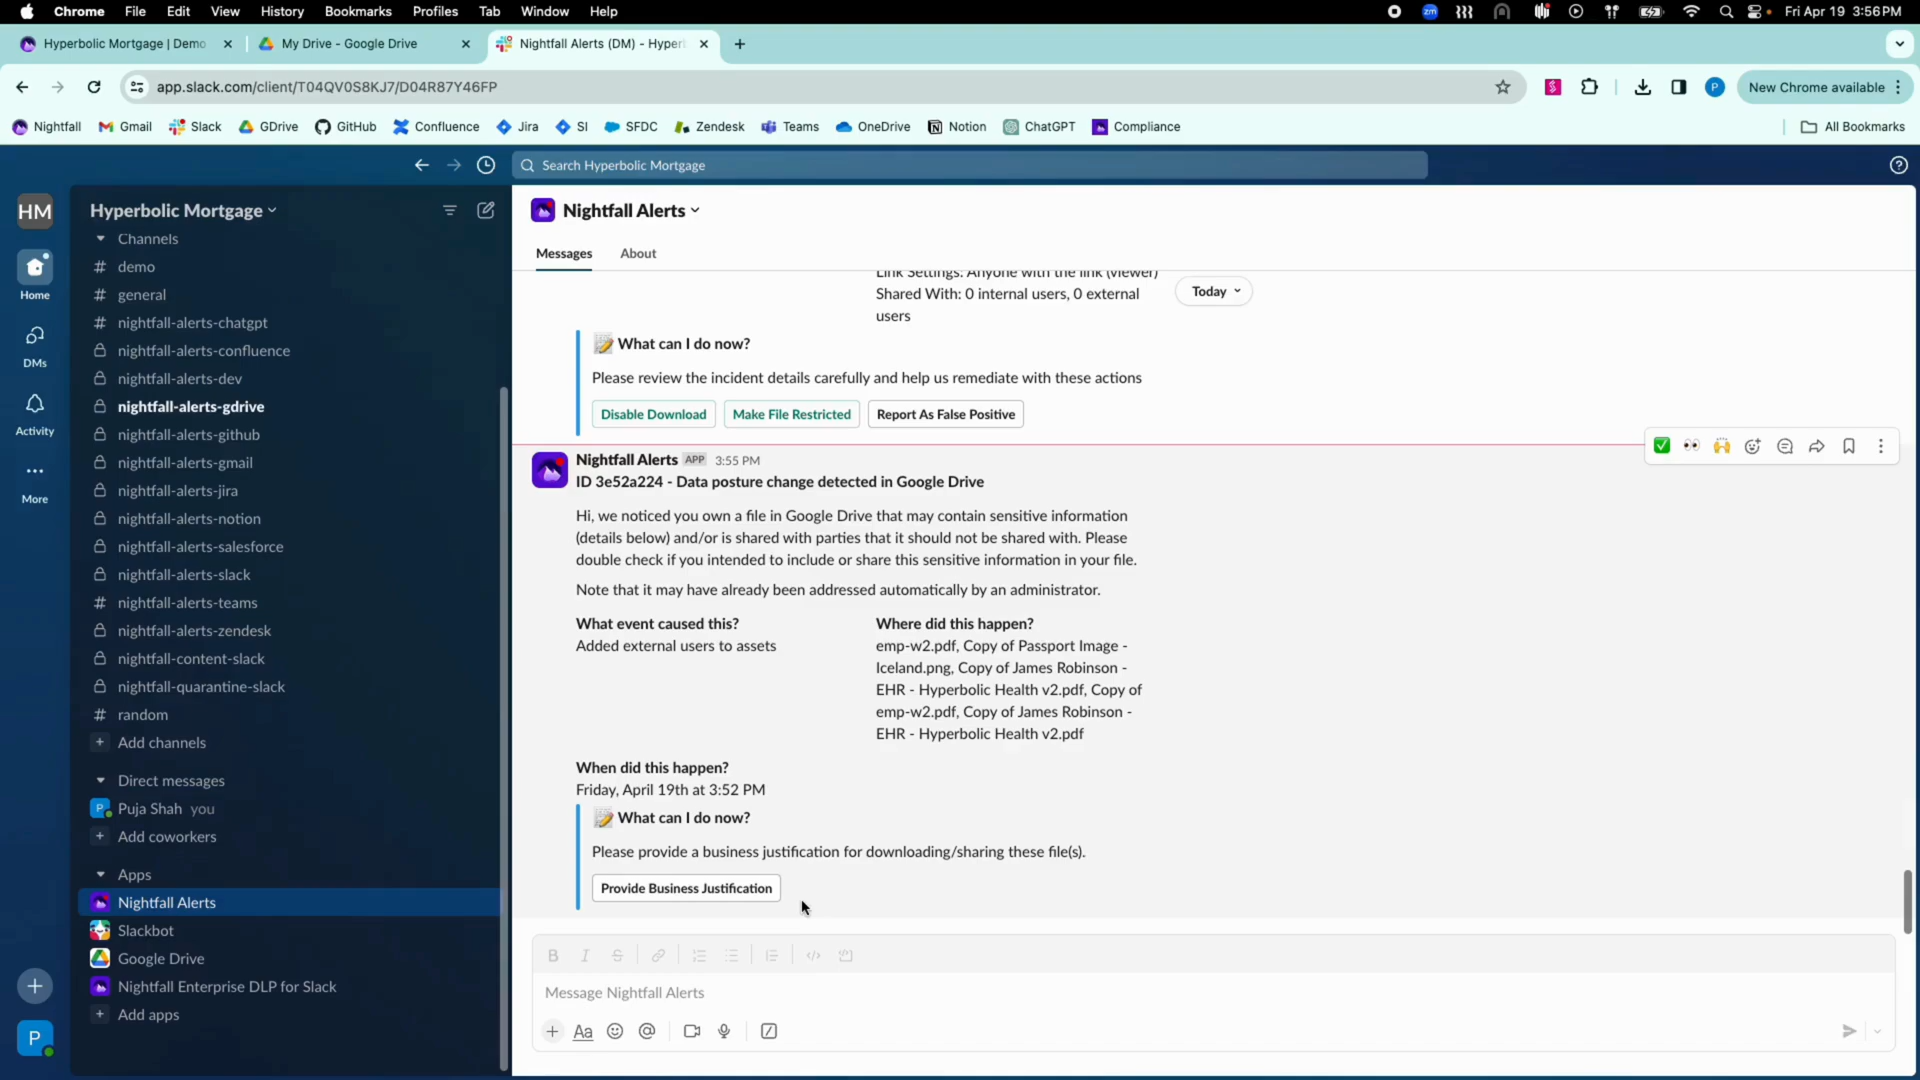 Chrome File Edit View History Bookmarks Profiles Tab Window Help
zm
Fri Apr 19 3:56 PM
Hyperbolic Mortgage | Demo
My Drive - Google Drive
Nightfall Alerts (DM) - Hyper
app.slack.com/client/T04QV0S8KJ7/D04R87Y46FP
P
New Chrome available
Nightfall Gmail Slack GDrive GitHub Confluence Jira SI SFDC Zendesk Teams OneDrive Notion ChatGPT Compliance
All Bookmarks
Search Hyperbolic Mortgage
HM
Home
DMs
Activity
More
P
Hyperbolic Mortgage
Channels
# demo
# general
# nightfall-alerts-chatgpt
nightfall-alerts-confluence
nightfall-alerts-dev
nightfall-alerts-gdrive
nightfall-alerts-github
nightfall-alerts-gmail
nightfall-alerts-jira
nightfall-alerts-notion
nightfall-alerts-salesforce
nightfall-alerts-slack
# nightfall-alerts-teams
nightfall-alerts-zendesk
nightfall-content-slack
nightfall-quarantine-slack
# random
+ Add channels
Direct messages
P Puja Shah you
+ Add coworkers
Apps
Nightfall Alerts
Slackbot
Google Drive
Nightfall Enterprise DLP for Slack
+ Add apps
Nightfall Alerts
Messages About
Link Settings: Anyone with the link (viewer)
Shared With: 0 internal users, 0 external
users
Today
What can I do now?
Please review the incident details carefully and help us remediate with these actions
Disable Download Make File Restricted Report As False Positive
Nightfall Alerts APP 3:55 PM
ID 3e52a224 - Data posture change detected in Google Drive
Hi, we noticed you own a file in Google Drive that may contain sensitive information
(details below) and/or is shared with parties that it should not be shared with. Please
double check if you intended to include or share this sensitive information in your file.
Note that it may have already been addressed automatically by an administrator.
What event caused this?
Added external users to assets
Where did this happen?
emp-w2.pdf, Copy of Passport Image -
Iceland.png, Copy of James Robinson -
EHR - Hyperbolic Health v2.pdf, Copy of
emp-w2.pdf, Copy of James Robinson -
EHR - Hyperbolic Health v2.pdf
When did this happen?
Friday, April 19th at 3:52 PM
What can I do now?
Please provide a business justification for downloading/sharing these file(s).
Provide Business Justification
B I S
Message Nightfall Alerts
+ Aa @